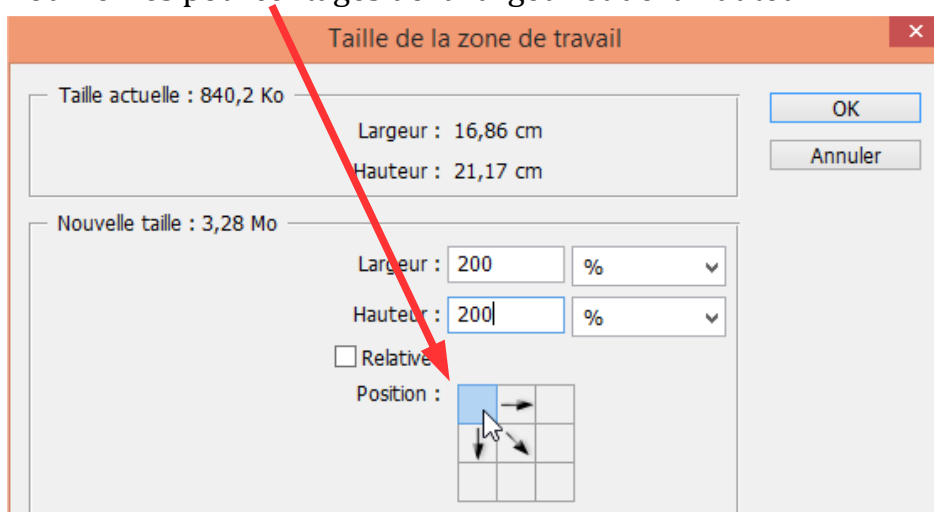 Taille de la zone de travail
Taille actuelle : 840,2 Ko
Largeur : 16,86 cm
Hauteur : 21,17 cm
OK
Annuler
Nouvelle taille : 3,28 Mo
Largeur : 200 %
Hauteur : 200 %
Relative
Position :